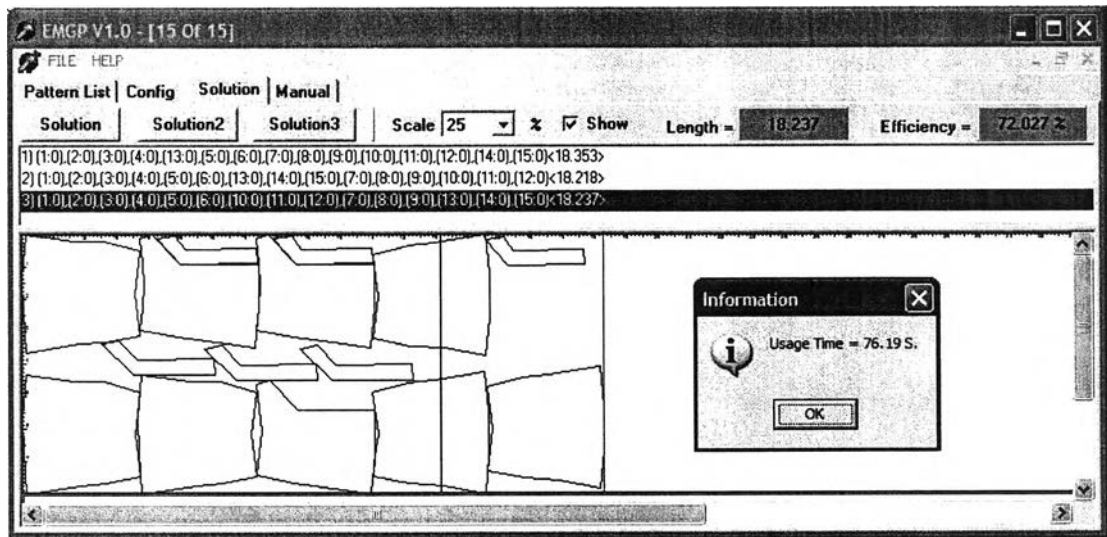 EMGP V1.0 - [15 Of 15]
FILE HELP
Pattern List Config Solution Manual
Solution Solution2 Solution3 Scale 25 % Show Length = 18.237 Efficiency = 72.027 %
1) (1:0),(2:0),(3:0),(4:0),(13:0),(5:0),(6:0),(7:0),(8:0),(9:0),(10:0),(11:0),(12:0),(14:0),(15:0)<18.353>
2) (1:0),(2:0),(3:0),(4:0),(5:0),(6:0),(13:0),(14:0),(15:0),(7:0),(8:0),(9:0),(10:0),(11:0),(12:0)<18.218>
3) (1:0),(2:0),(3:0),(4:0),(5:0),(6:0),(10:0),(11:0),(12:0),(7:0),(8:0),(9:0),(13:0),(14:0),(15:0)<18.237>
Information
Usage Time = 76.19 S.
OK